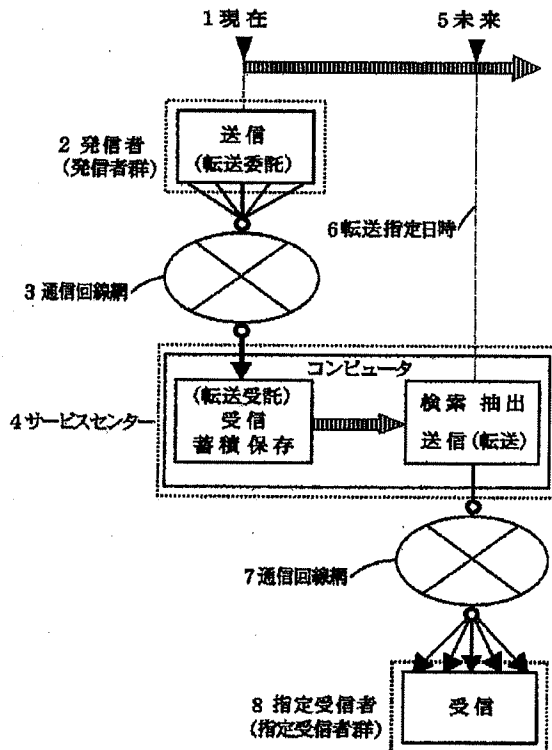 1現在
5未来
送信
(転送委託)
2 発信者
(発信者群)
6転送指定日時
3通信回線網
コンピュータ
(転送受託)
受信
蓄積保存
検索 抽出
送信(転送)
4サービスセンター
7通信回線網
8 指定受信者
(指定受信者群)
受信